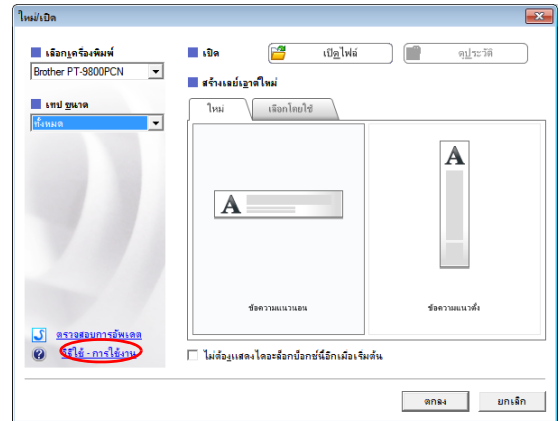 ใหม่/เปิด
เลือกเครื่องพิมพ์
Brother PT-9800PCN
เทป ขนาด
ทั้งหมด
เปิด
เปิดไฟล์
ดูประวัติ
สร้างเลย์เอาต์ใหม่
ใหม่
เลือกโดยใช้
A
A
ข้อความแนวนอน
ข้อความแนวตั้ง
ตรวจสอบการอัพเดต
วิธีใช้ - การใช้งาน
ไม่ต้องแสดงไดอะล็อกบ็อกซ์นี้อีกเมื่อเริ่มต้น
ตกลง
ยกเลิก